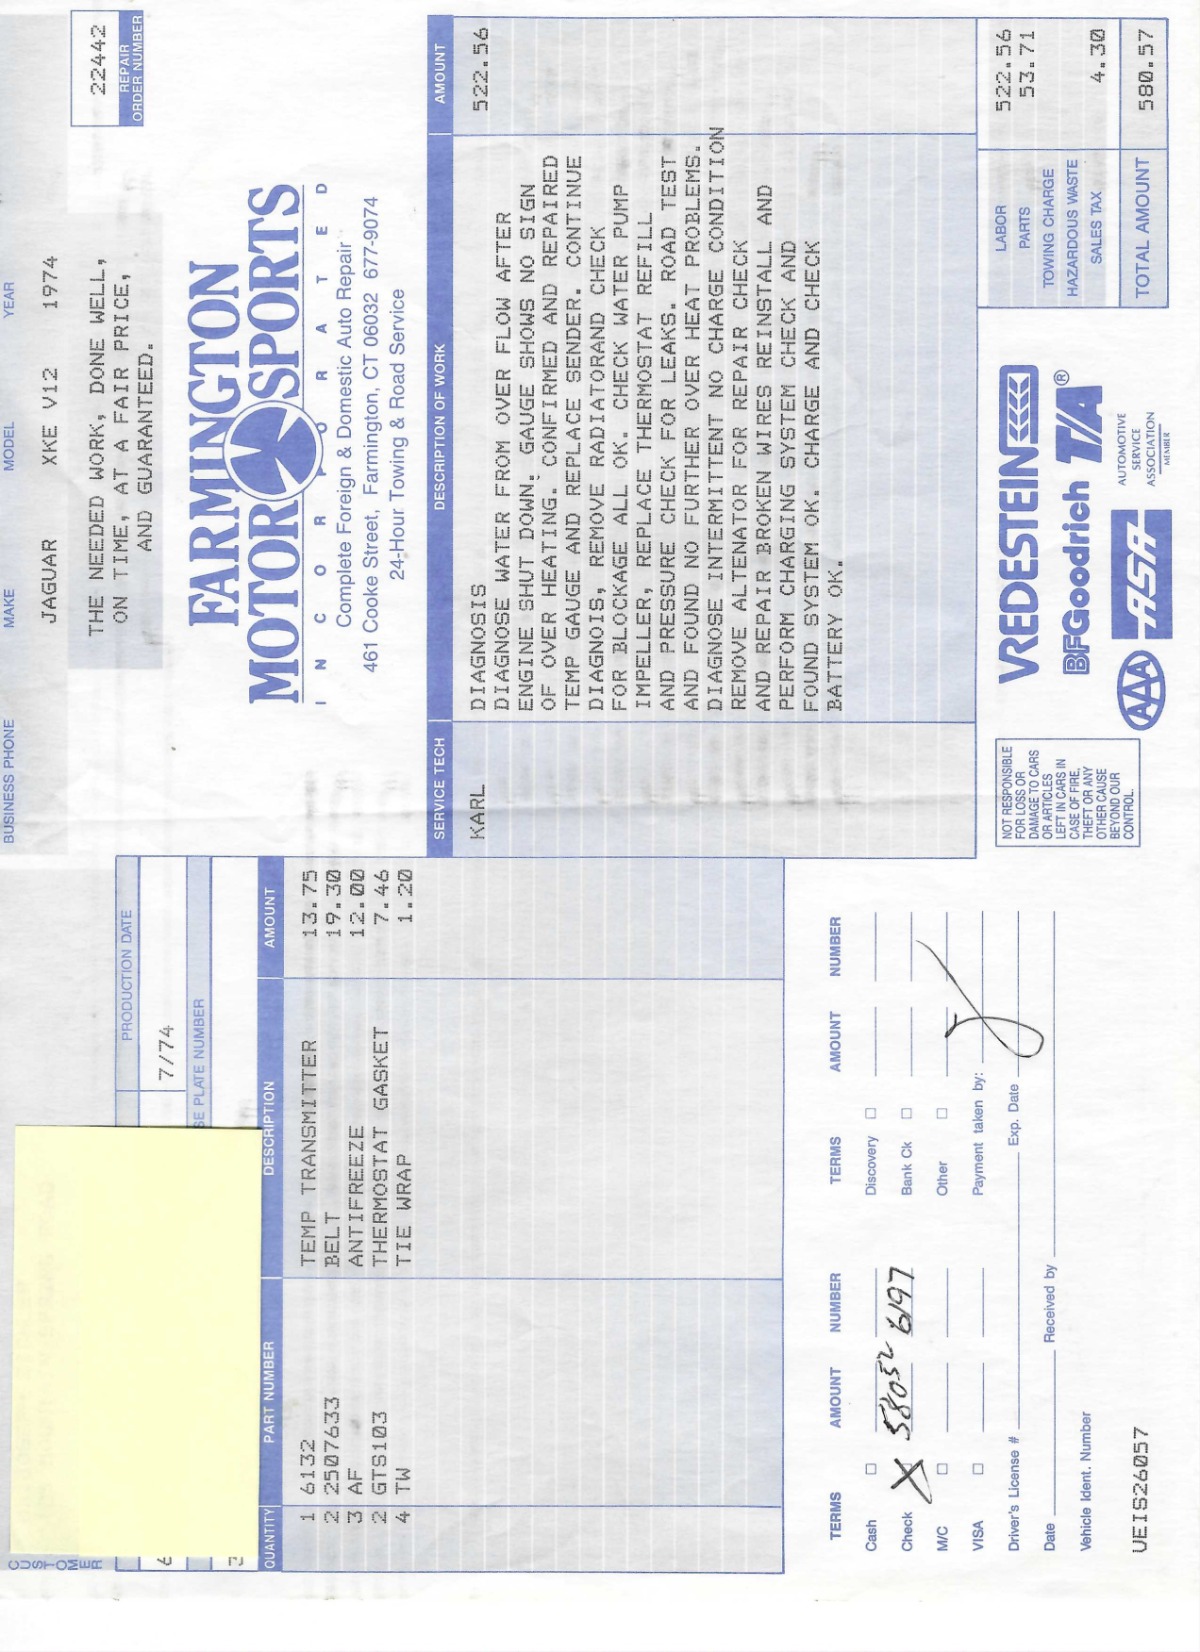 CUSTOMER
BUSINESS PHONE MAKE MODEL YEAR
JAGUAR XKE V12 1974
22442
REPAIR
ORDER NUMBER
THE NEEDED WORK, DONE WELL,
ON TIME, AT A FAIR PRICE,
AND GUARANTEED.
FARMINGTON
MOTOR SPORTS
INCORPORATED
Complete Foreign & Domestic Auto Repair
461 Cooke Street, Farmington, CT 06032 677-9074
24-Hour Towing & Road Service
PRODUCTION DATE
7/74
SE PLATE NUMBER
QUANTITY PART NUMBER DESCRIPTION AMOUNT
1 6132 TEMP TRANSMITTER 13.75
2 2507633 BELT 19.30
3 AF ANTIFREEZE 12.00
2 GTS103 THERMOSTAT GASKET 7.46
4 TW TIE WRAP 1.20
SERVICE TECH DESCRIPTION OF WORK AMOUNT
KARL DIAGNOSIS 522.56
DIAGNOSE WATER FROM OVER FLOW AFTER
ENGINE SHUT DOWN. GAUGE SHOWS NO SIGN
OF OVER HEATING. CONFIRMED AND REPAIRED
TEMP GAUGE AND REPLACE SENDER. CONTINUE
DIAGNOIS, REMOVE RADIATORAND CHECK
FOR BLOCKAGE ALL OK. CHECK WATER PUMP
IMPELLER, REPLACE THERMOSTAT REFILL
AND PRESSURE CHECK FOR LEAKS. ROAD TEST
AND FOUND NO FURTHER OVER HEAT PROBLEMS.
DIAGNOSE INTERMITTENT NO CHARGE CONDITION
REMOVE ALTENATOR FOR REPAIR CHECK
AND REPAIR BROKEN WIRES REINSTALL AND
PERFORM CHARGING SYSTEM CHECK AND
FOUND SYSTEM OK. CHARGE AND CHECK
BATTERY OK.
TERMS AMOUNT NUMBER TERMS AMOUNT NUMBER
Cash Discovery
Check X 580 52 6197 Bank Ck
M/C Other
VISA Payment taken by:
Driver's License # Exp. Date
Date Received by
Vehicle Ident. Number
UEIS26057
NOT RESPONSIBLE
FOR LOSS OR
DAMAGE TO CARS
OR ARTICLES
LEFT IN CARS IN
CASE OF FIRE,
THEFT OR ANY
OTHER CAUSE
BEYOND OUR
CONTROL.
VREDESTEIN
BFGoodrich T/A®
AAA
ASA
AUTOMOTIVE
SERVICE
ASSOCIATION
MEMBER
LABOR 522.56
PARTS 53.71
TOWING CHARGE
HAZARDOUS WASTE
SALES TAX 4.30
TOTAL AMOUNT 580.57